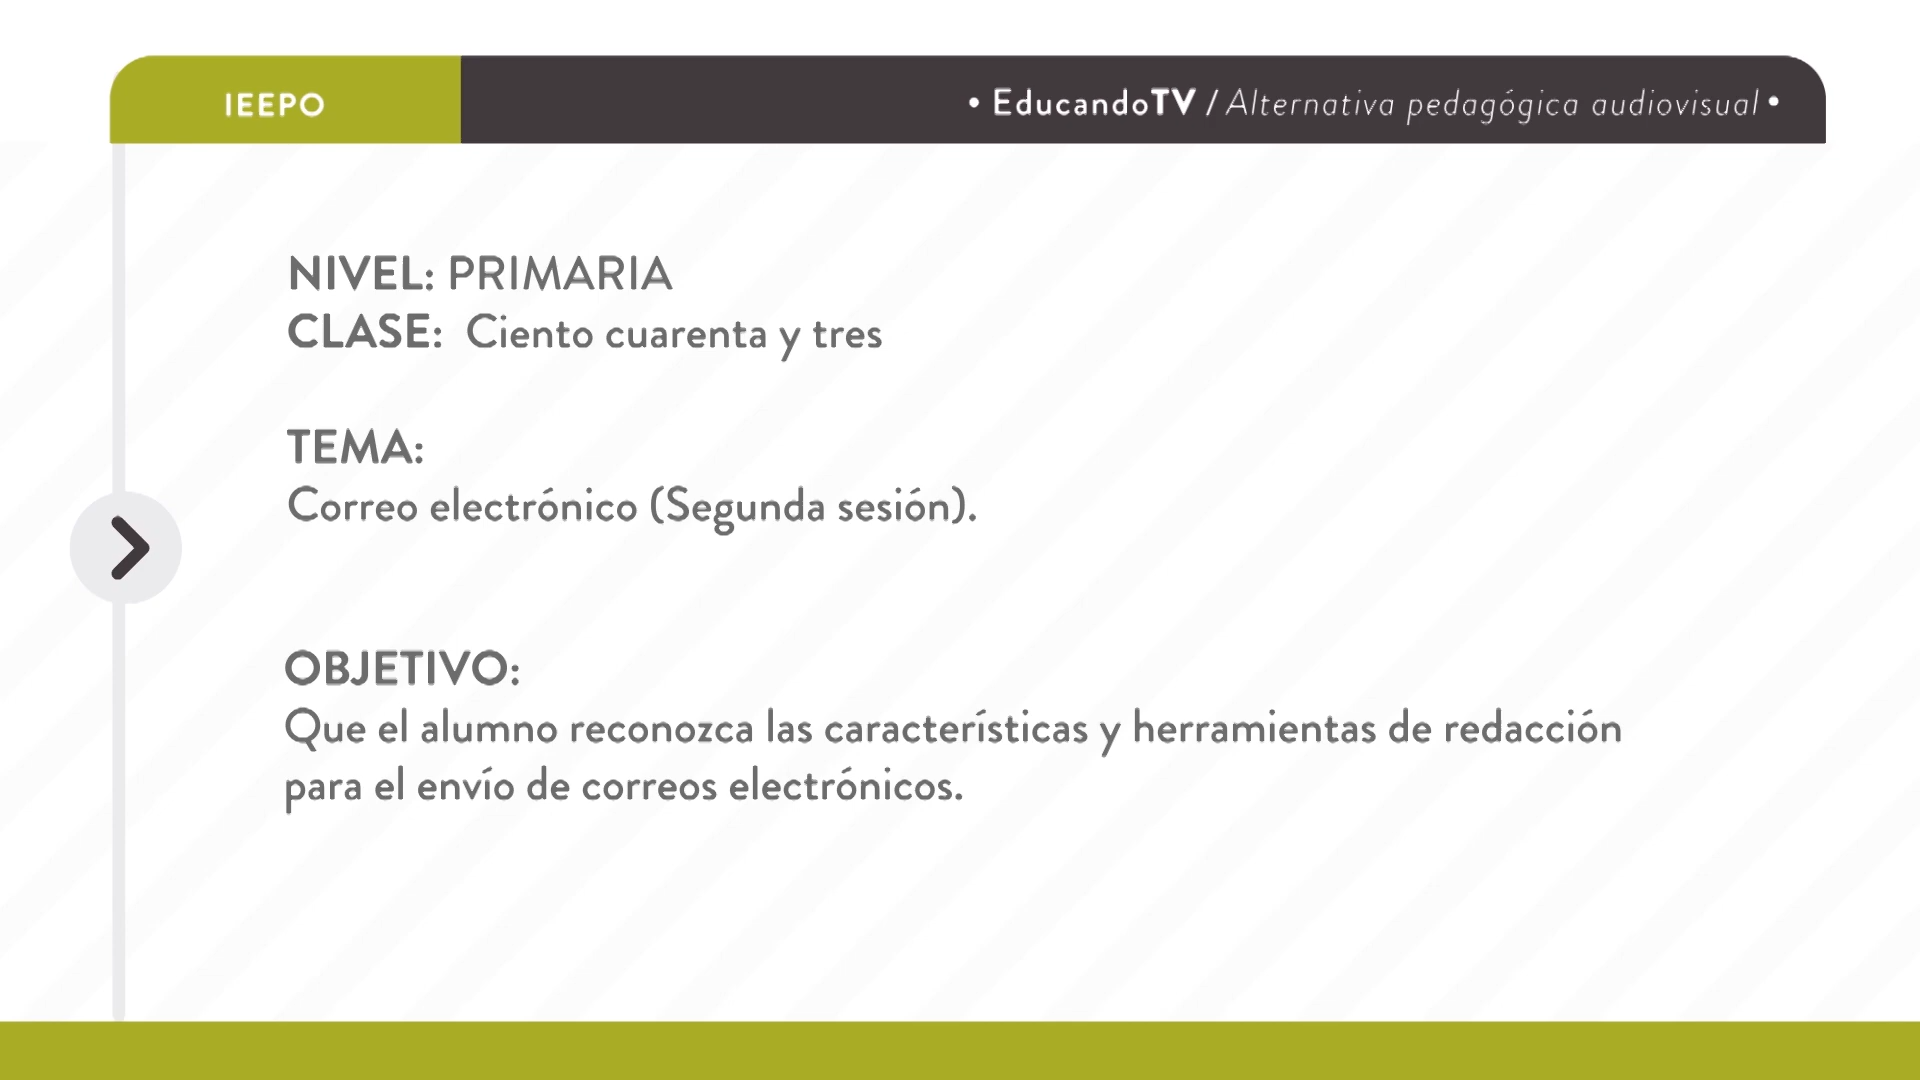 IEEPO
• EducandoTV / Alternativa pedagógica audiovisual •
NIVEL: PRIMARIA
CLASE: Ciento cuarenta y tres
TEMA:
Correo electrónico (Segunda sesión).
OBJETIVO:
Que el alumno reconozca las características y herramientas de redacción
para el envío de correos electrónicos.